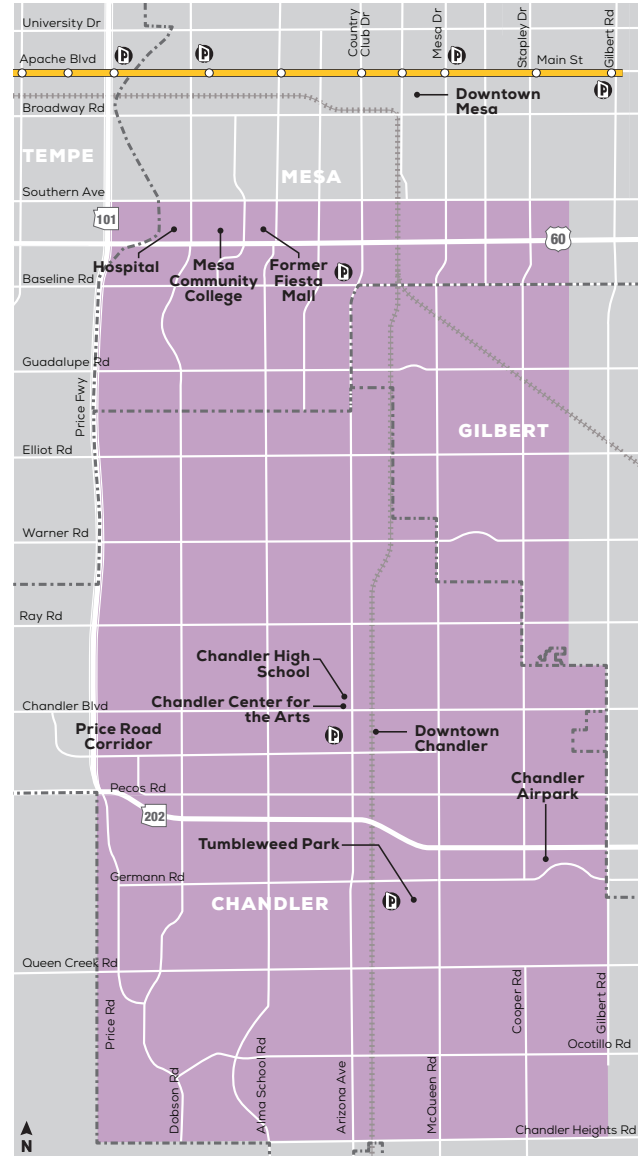 University Dr
Country
Club Dr
Mesa Dr
Stapley Dr
Gilbert Rd
Apache Blvd
P
P
P
Main St
P
Downtown
Mesa
Broadway Rd
TEMPE
MESA
Southern Ave
101
60
Hospital
Mesa
Community
College
Former
Fiesta
Mall
P
Baseline Rd
Guadalupe Rd
Price Fwy
GILBERT
Elliot Rd
Warner Rd
Ray Rd
Chandler High
School
Chandler Center for
the Arts
Chandler Blvd
Price Road
Corridor
P
Downtown
Chandler
Chandler
Airpark
Pecos Rd
202
Tumbleweed Park
Germann Rd
CHANDLER
P
Queen Creek Rd
Price Rd
Dobson Rd
Alma School Rd
Arizona Ave
McQueen Rd
Cooper Rd
Gilbert Rd
Ocotillo Rd
Chandler Heights Rd
N